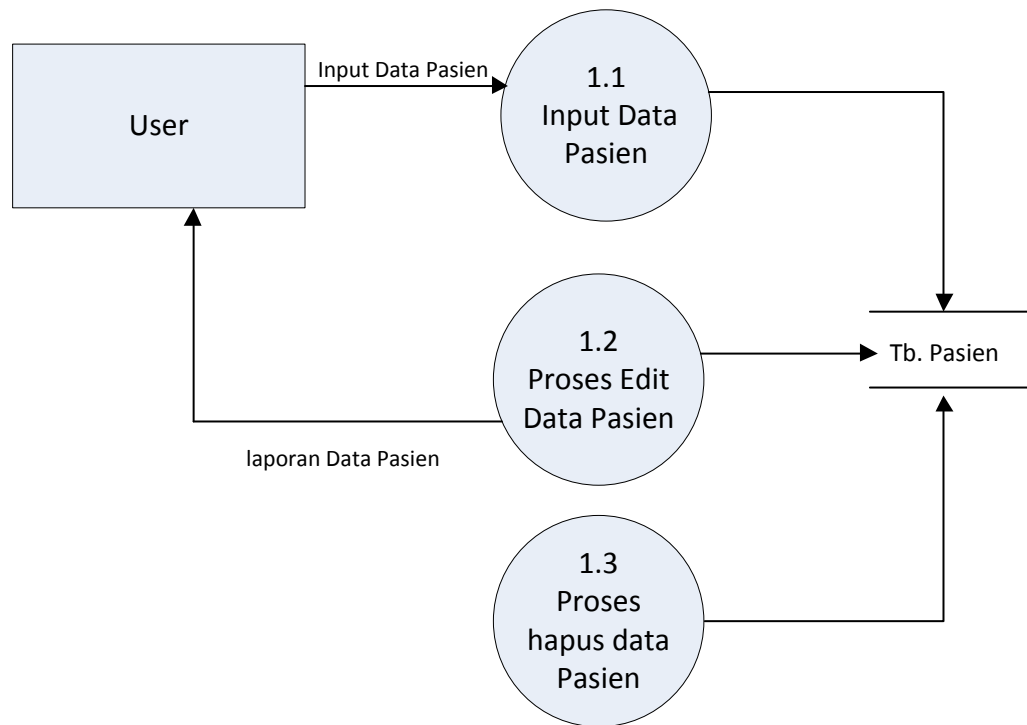 User
Input Data Pasien
1.1
Input Data
Pasien
1.2
Proses Edit
Data Pasien
Tb. Pasien
laporan Data Pasien
1.3
Proses
hapus data
Pasien